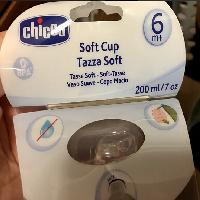 chicco
Soft Cup
Tazza Soft
6
m+
Tasse Soft - Soft-Tasse
Vaso Suave - Copo Macio
200 ml / 7 oz